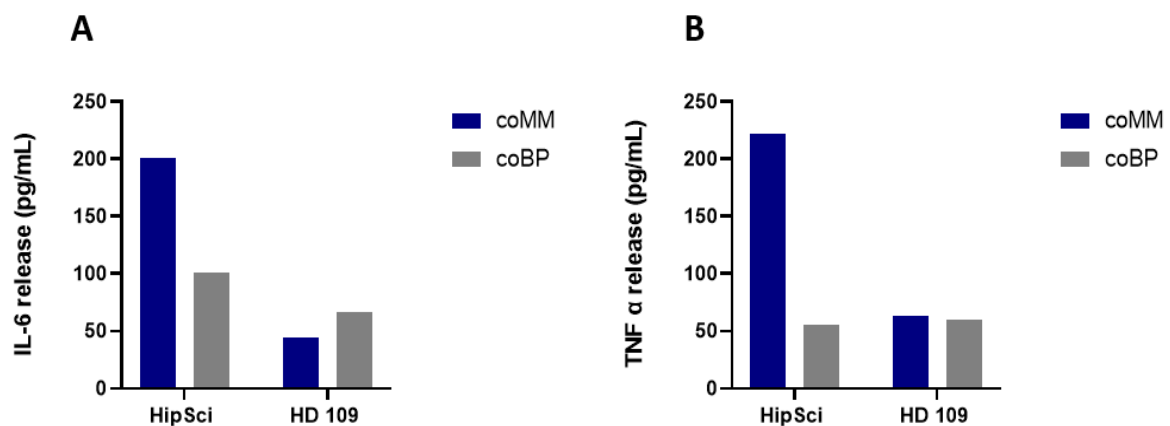 A
IL-6 release (pg/mL)
250
200
150
100
50
0
HipSci
HD 109
coMM
coBP
B
TNF α release (pg/mL)
250
200
150
100
50
0
HipSci
HD 109
coMM
coBP